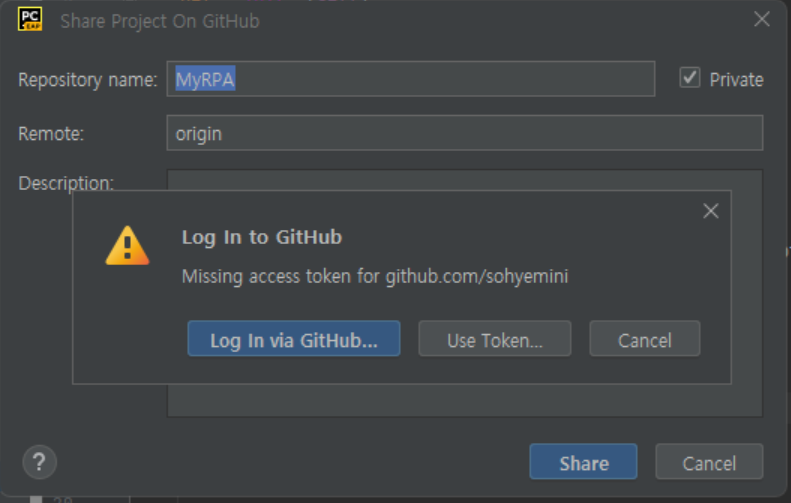 PC
EAP
Share Project On GitHub
Repository name: MyRPA Private
Remote: origin
Description:
Log In to GitHub
Missing access token for github.com/sohyemini
Log In via GitHub... Use Token... Cancel
? Share Cancel